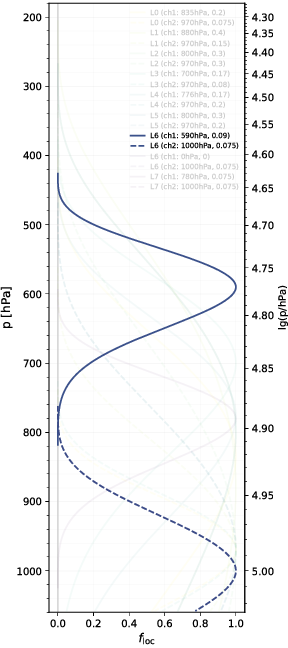 200
300
400
500
600
700
800
900
1000
p [hPa]
L0 (ch1: 835hPa, 0.2)
L0 (ch2: 970hPa, 0.075)
L1 (ch1: 880hPa, 0.4)
L1 (ch2: 970hPa, 0.15)
L2 (ch1: 800hPa, 0.3)
L2 (ch2: 970hPa, 0.3)
L3 (ch1: 700hPa, 0.17)
L3 (ch2: 970hPa, 0.08)
L4 (ch1: 776hPa, 0.17)
L4 (ch2: 970hPa, 0.2)
L5 (ch1: 800hPa, 0.3)
L5 (ch2: 970hPa, 0.2)
L6 (ch1: 590hPa, 0.09)
L6 (ch2: 1000hPa, 0.075)
L6 (ch1: 0hPa, 0)
L6 (ch2: 1000hPa, 0.075)
L7 (ch1: 780hPa, 0.075)
L7 (ch2: 1000hPa, 0.075)
4.30
4.35
4.40
4.45
4.50
4.55
4.60
4.65
4.70
4.75
4.80
4.85
4.90
4.95
5.00
lg(p/hPa)
0.0 0.2 0.4 0.6 0.8 1.0
floc